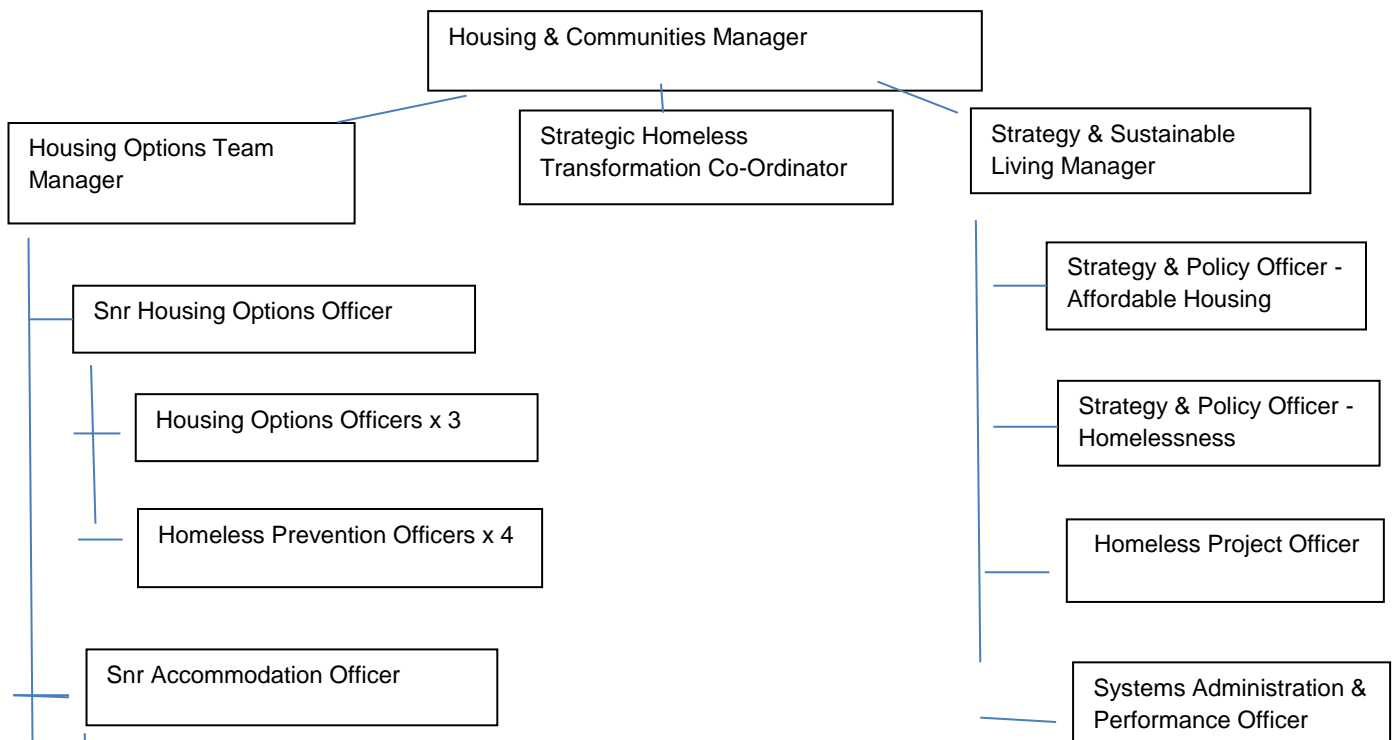 Housing & Communities Manager
Housing Options Team
Manager
Strategic Homeless
Transformation Co-Ordinator
Strategy & Sustainable
Living Manager
Snr Housing Options Officer
Housing Options Officers x 3
Homeless Prevention Officers x 4
Snr Accommodation Officer
Strategy & Policy Officer -
Affordable Housing
Strategy & Policy Officer -
Homelessness
Homeless Project Officer
Systems Administration &
Performance Officer